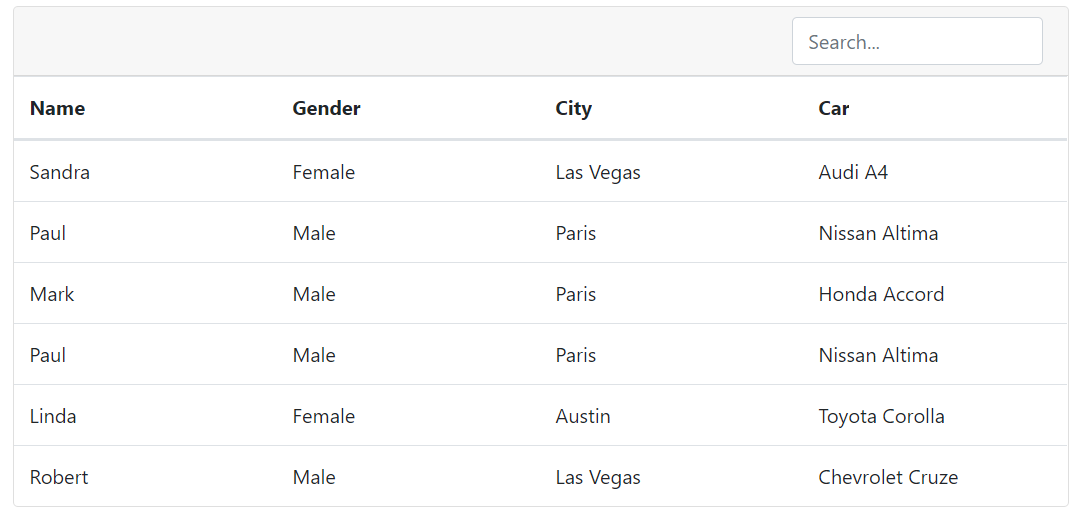 Search...
Name Gender City Car
Sandra Female Las Vegas Audi A4
Paul Male Paris Nissan Altima
Mark Male Paris Honda Accord
Paul Male Paris Nissan Altima
Linda Female Austin Toyota Corolla
Robert Male Las Vegas Chevrolet Cruze